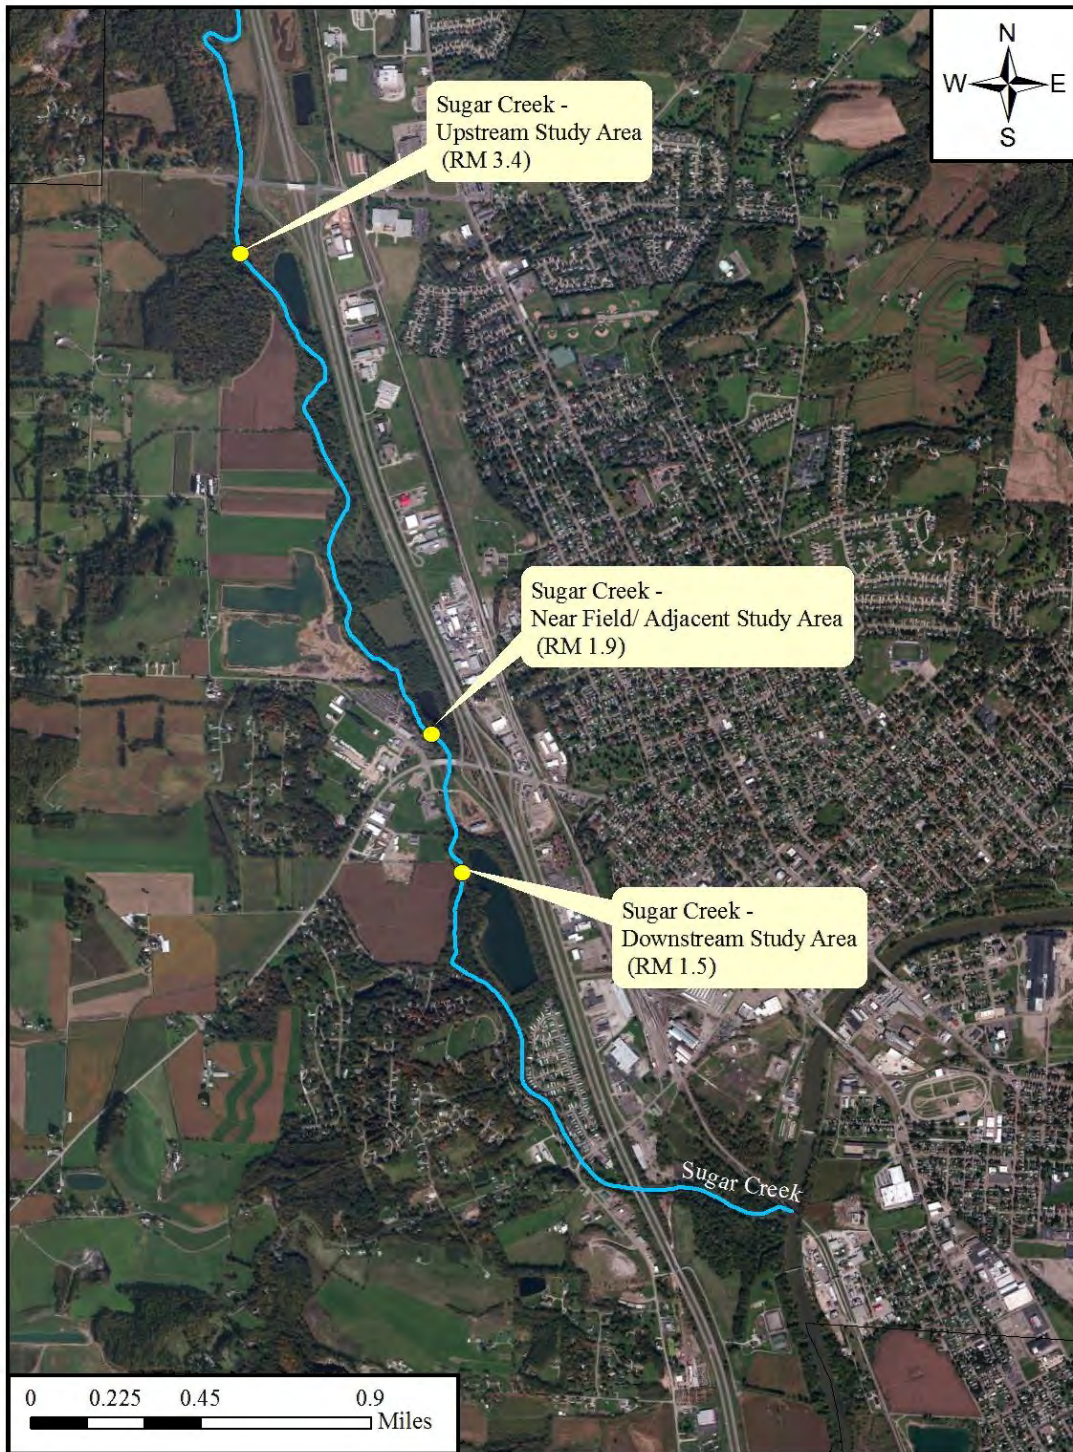 N
W E
S
Sugar Creek -
Upstream Study Area
(RM 3.4)
Sugar Creek -
Near Field/ Adjacent Study Area
(RM 1.9)
Sugar Creek -
Downstream Study Area
(RM 1.5)
Sugar Creek
0 0.225 0.45 0.9
Miles